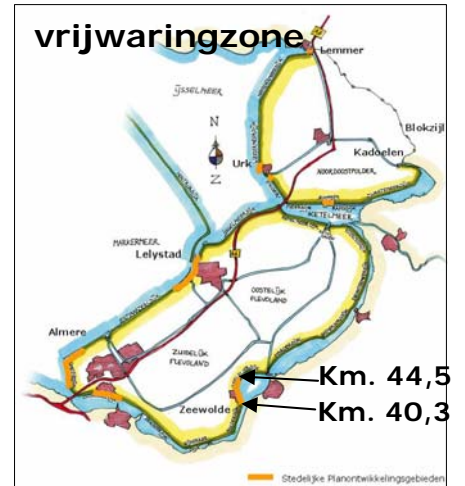 vrijwaringzone
Lemmer
IJSSELMEER
Blokzijl
N
Kadoelen
Urk
NOORDOOSTPOLDER
Z
KETELMEER
MARKERMEER
Lelystad
OOSTELIJK
FLEVOLAND
Almere
ZUIDELIJK
FLEVOLAND
Km. 44,5
Zeewolde
Km. 40,3
Stedelijke Planontwikkelingsgebieden